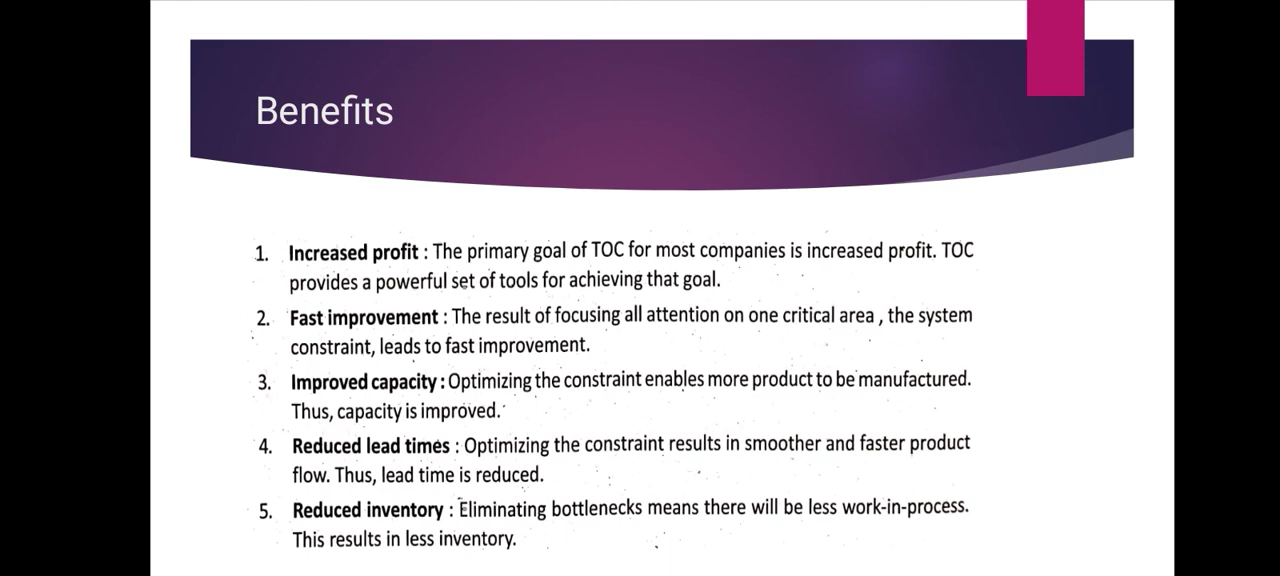 Benefits
1. Increased profit : The primary goal of TOC for most companies is increased profit. TOC
provides a powerful set of tools for achieving that goal.
2. Fast improvement : The result of focusing all attention on one critical area , the system
constraint, leads to fast improvement.
3. Improved capacity : Optimizing the constraint enables more product to be manufactured.
Thus, capacity is improved.
4. Reduced lead times : Optimizing the constraint results in smoother and faster product
flow. Thus, lead time is reduced.
5. Reduced inventory : Eliminating bottlenecks means there will be less work-in-process.
This results in less inventory.